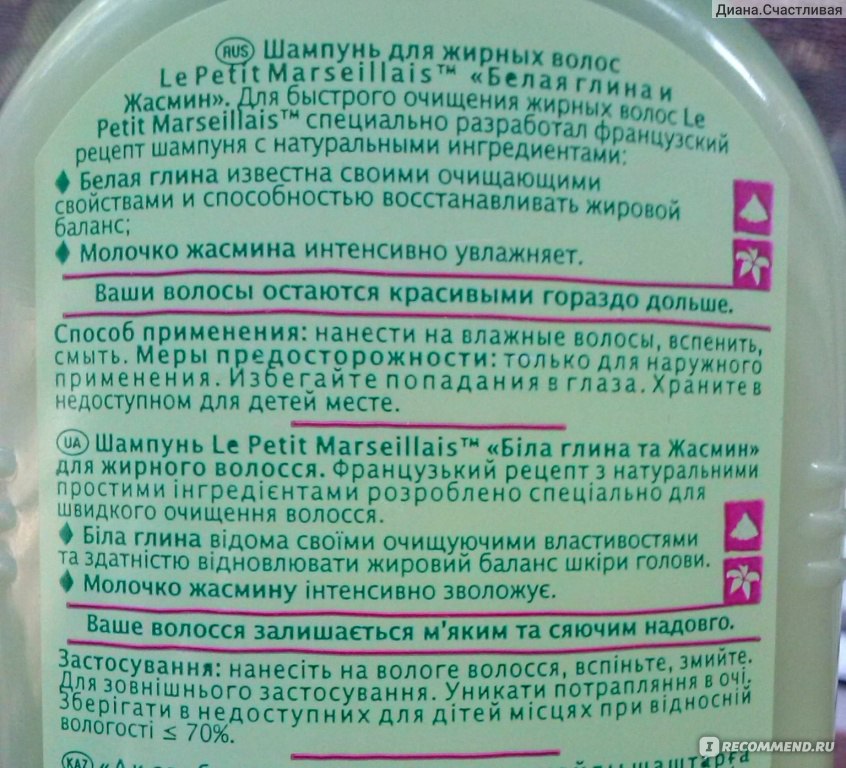 Диана.Счастливая
RUS Шампунь для жирных волос
Le Petit Marseillais™ «Белая глина и
Жасмин». Для быстрого очищения жирных волос Le
Petit Marseillais™ специально разработал французский
рецепт шампуня с натуральными ингредиентами:
♦ Белая глина известна своими очищающими
свойствами и способностью восстанавливать жировой
баланс;
♦ Молочко жасмина интенсивно увлажняет.
Ваши волосы остаются красивыми гораздо дольше.
Способ применения: нанести на влажные волосы, вспенить,
смыть. Меры предосторожности: только для наружного
применения. Избегайте попадания в глаза. Хранить в
недоступном для детей месте.
UA Шампунь Le Petit Marseillais™ «Біла глина та Жасмин»
для жирного волосся. Французький рецепт з натуральними
простими інгредієнтами розроблено спеціально для
швидкого очищення волосся.
♦ Біла глина відома своїми очищуючими властивостями
та здатністю відновлювати жировий баланс шкіри голови.
♦ Молочко жасмину інтенсивно зволожує.
Ваше волосся залишається м'яким та сяючим надовго.
Застосування: нанесіть на вологе волосся, вспіньте, змийте.
Для зовнішнього застосування. Уникати потрапляння в очі.
Зберігати в недоступних для дітей місцях при відносній
вологості ≤ 70%.
KAZ
IRECOMMEND.RU